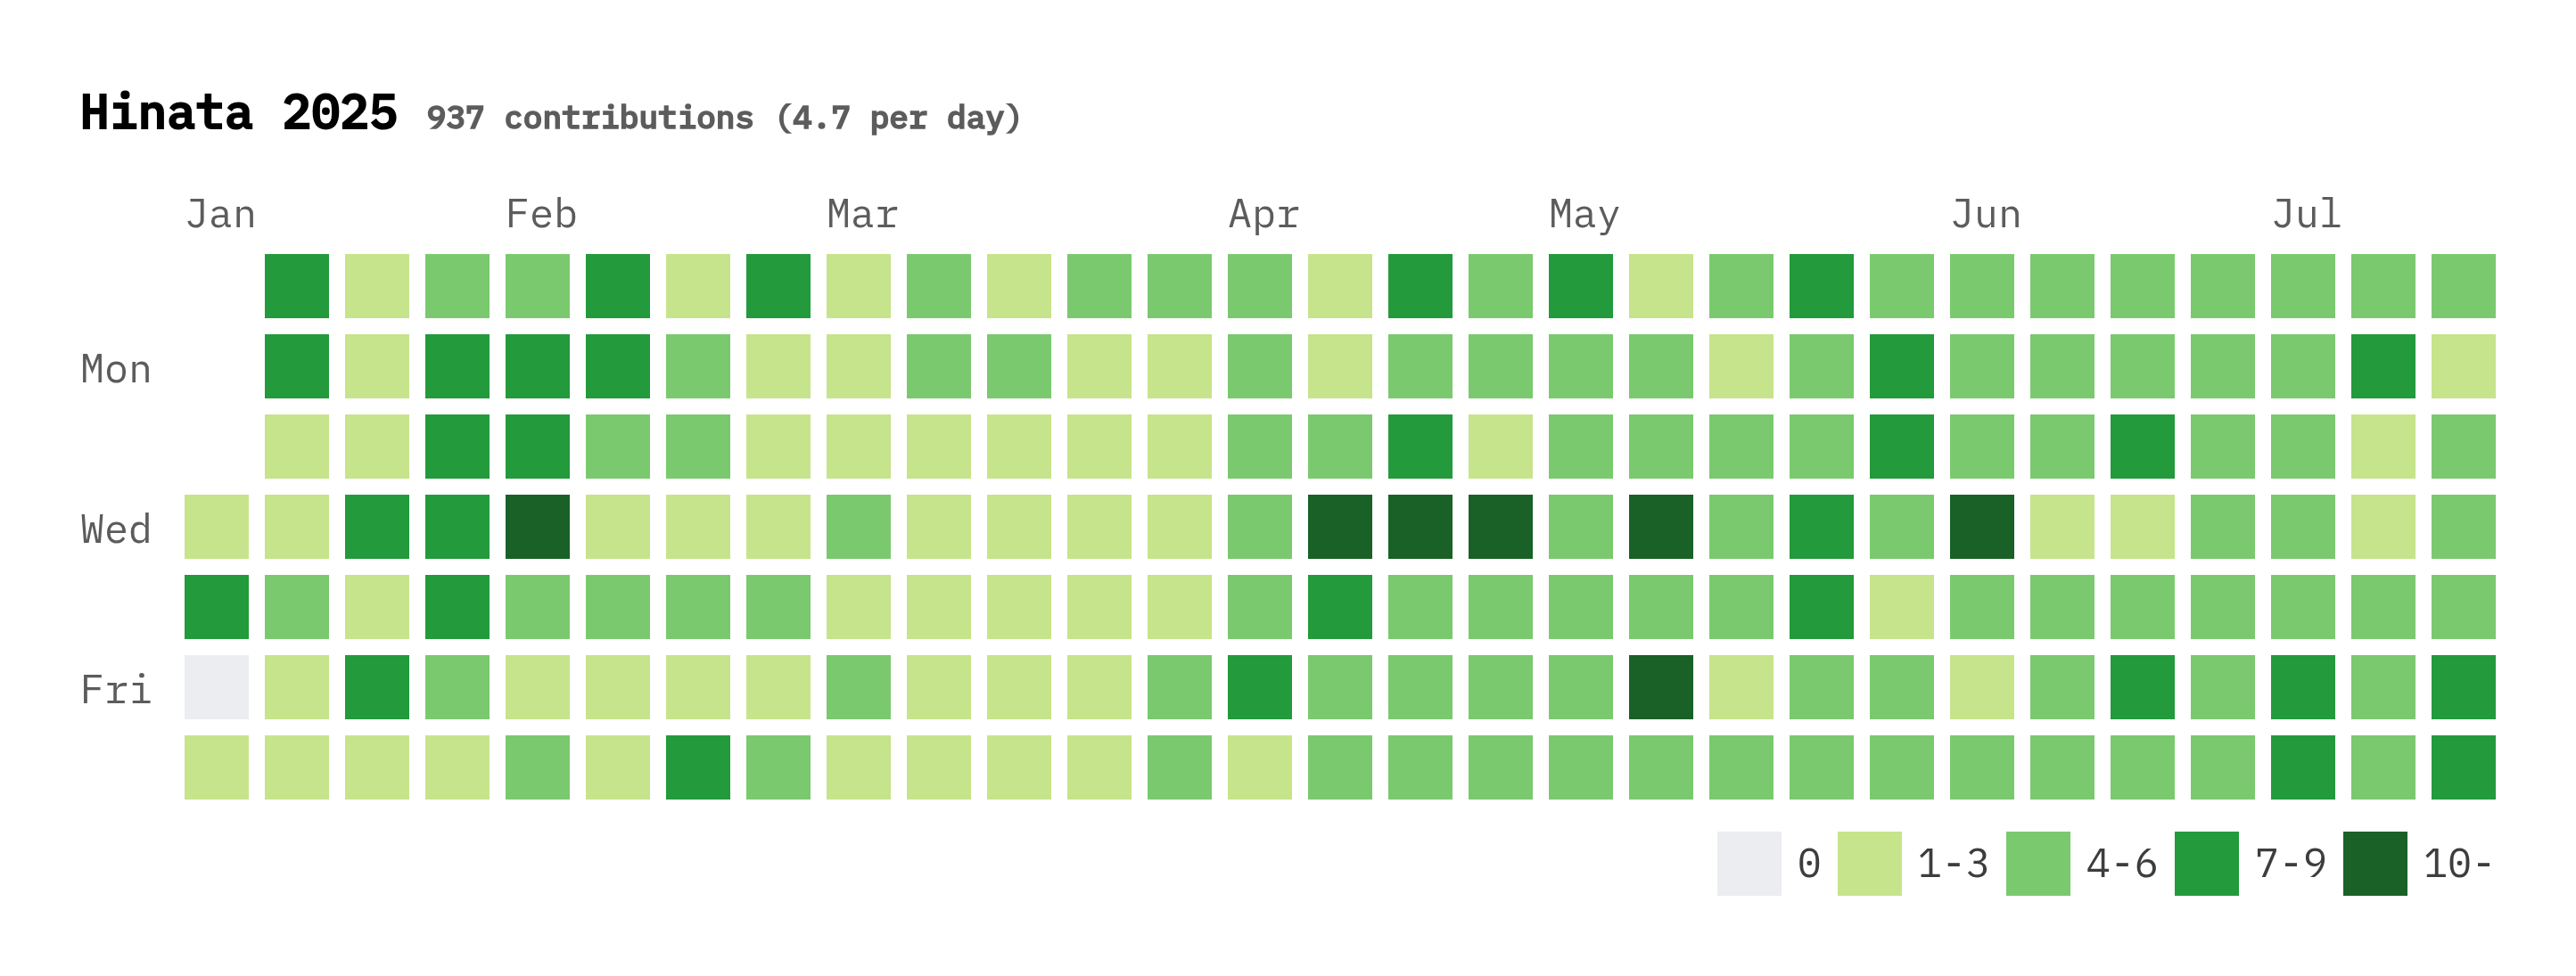 Hinata 2025 937 contributions (4.7 per day)
Jan Feb Mar Apr May Jun Jul
Mon
Wed
Fri
0 1-3 4-6 7-9 10-